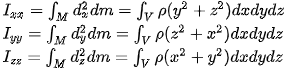 I_{xx} = \int_M d_x^2 dm = \int_V \rho(y^2 + z^2) dxdydz
I_{yy} = \int_M d_y^2 dm = \int_V \rho(z^2 + x^2) dxdydz
I_{zz} = \int_M d_z^2 dm = \int_V \rho(x^2 + y^2) dxdydz